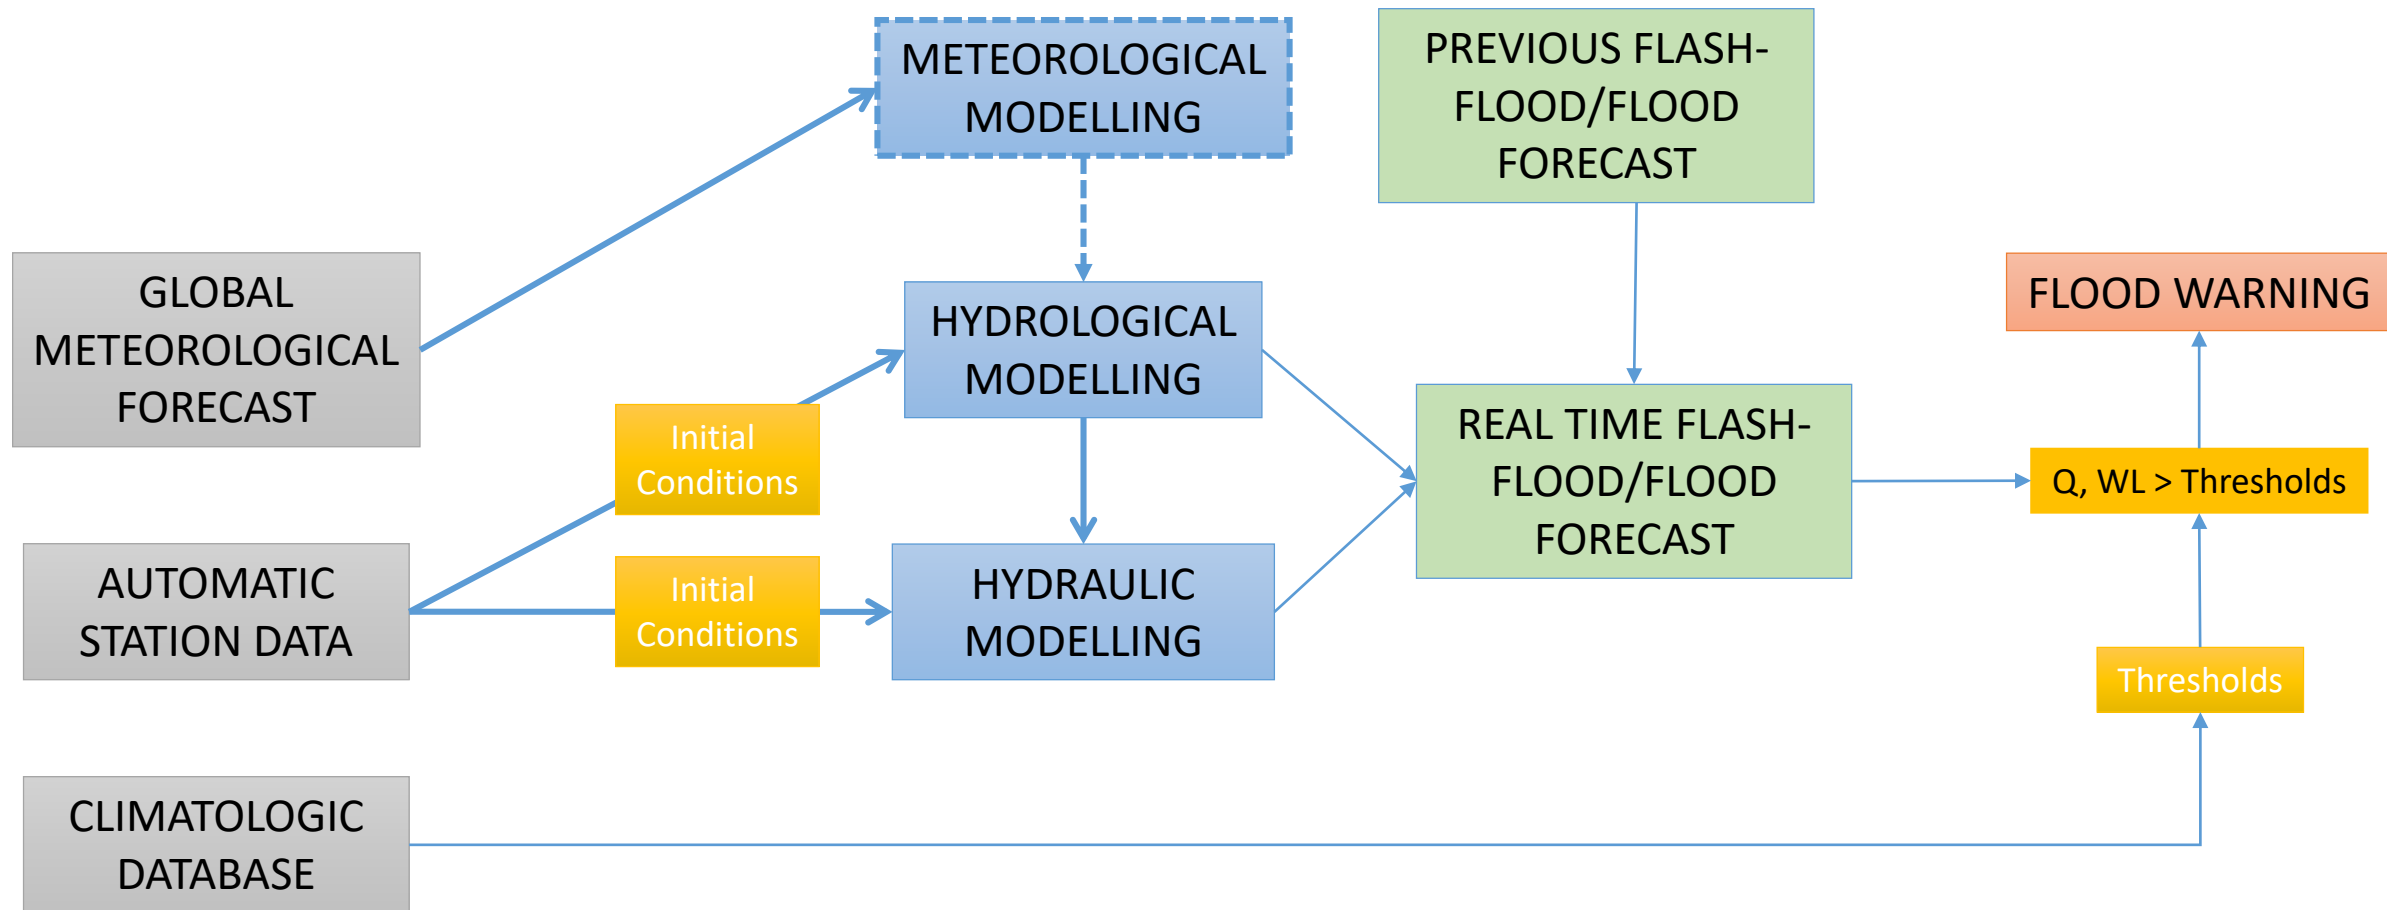 METEOROLOGICAL
MODELLING
PREVIOUS FLASH-
FLOOD/FLOOD
FORECAST
GLOBAL
METEOROLOGICAL
FORECAST
HYDROLOGICAL
MODELLING
FLOOD WARNING
Initial
Conditions
REAL TIME FLASH-
FLOOD/FLOOD
FORECAST
Q, WL > Thresholds
AUTOMATIC
STATION DATA
Initial
Conditions
HYDRAULIC
MODELLING
Thresholds
CLIMATOLOGIC
DATABASE